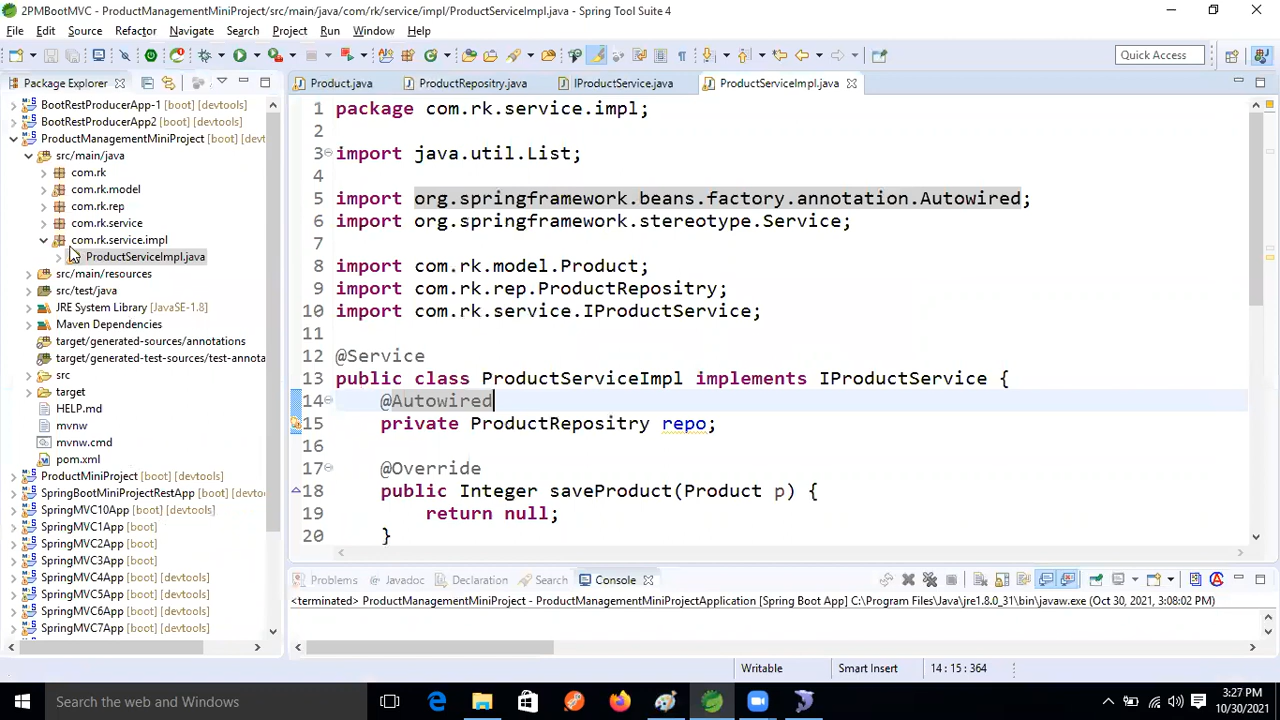 2PMBootMVC - ProductManagementMiniProject/src/main/java/com/rk/service/impl/ProductServiceImpl.java - Spring Tool Suite 4
File Edit Source Refactor Navigate Search Project Run Window Help
Quick Access
Package Explorer
BootRestProducerApp-1 [boot] [devtools]
BootRestProducerApp2 [boot] [devtools]
ProductManagementMiniProject [boot] [devt
src/main/java
com.rk
com.rk.model
com.rk.rep
com.rk.service
com.rk.service.impl
ProductServiceImpl.java
src/main/resources
src/test/java
JRE System Library [JavaSE-1.8]
Maven Dependencies
target/generated-sources/annotations
target/generated-test-sources/test-annota
src
target
HELP.md
mvnw
mvnw.cmd
pom.xml
ProductMiniProject [boot] [devtools]
SpringBootMiniProjectRestApp [boot] [devtools]
SpringMVC10App [boot] [devtools]
SpringMVC1App [boot]
SpringMVC2App [boot]
SpringMVC3App [boot]
SpringMVC4App [boot] [devtools]
SpringMVC5App [boot] [devtools]
SpringMVC6App [boot] [devtools]
SpringMVC7App [boot] [devtools]
Product.java ProductRepositry.java IProductService.java ProductServiceImpl.java
1 package com.rk.service.impl;
2
3 import java.util.List;
4
5 import org.springframework.beans.factory.annotation.Autowired;
6 import org.springframework.stereotype.Service;
7
8 import com.rk.model.Product;
9 import com.rk.rep.ProductRepositry;
10 import com.rk.service.IProductService;
11
12 @Service
13 public class ProductServiceImpl implements IProductService {
14 @Autowired
15 private ProductRepositry repo;
16
17 @Override
18 public Integer saveProduct(Product p) {
19 return null;
20 }
Problems Javadoc Declaration Search Console
<terminated> ProductManagementMiniProject - ProductManagementMiniProjectApplication [Spring Boot App] C:\Program Files\Java\jre1.8.0_31\bin\javaw.exe (Oct 30, 2021, 3:08:02 PM)
Writable Smart Insert 14 : 15 : 364
Search the web and Windows
3:27 PM
10/30/2021